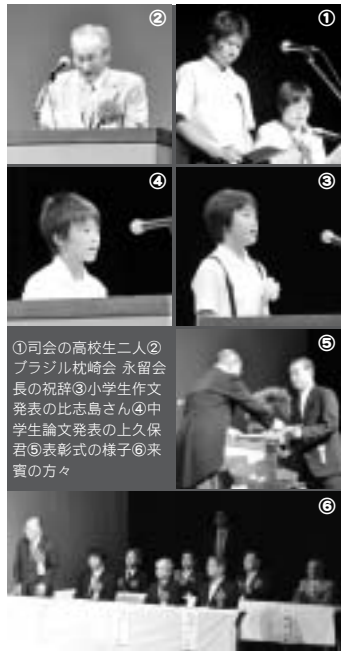 ②
①
④
③
①司会の高校生二人②
ブラジル枕崎会 永留会
長の祝辞③小学生作文
発表の比志島さん④中
学生論文発表の上久保
君⑤表彰式の様子⑥来
賓の方々
⑤
⑥